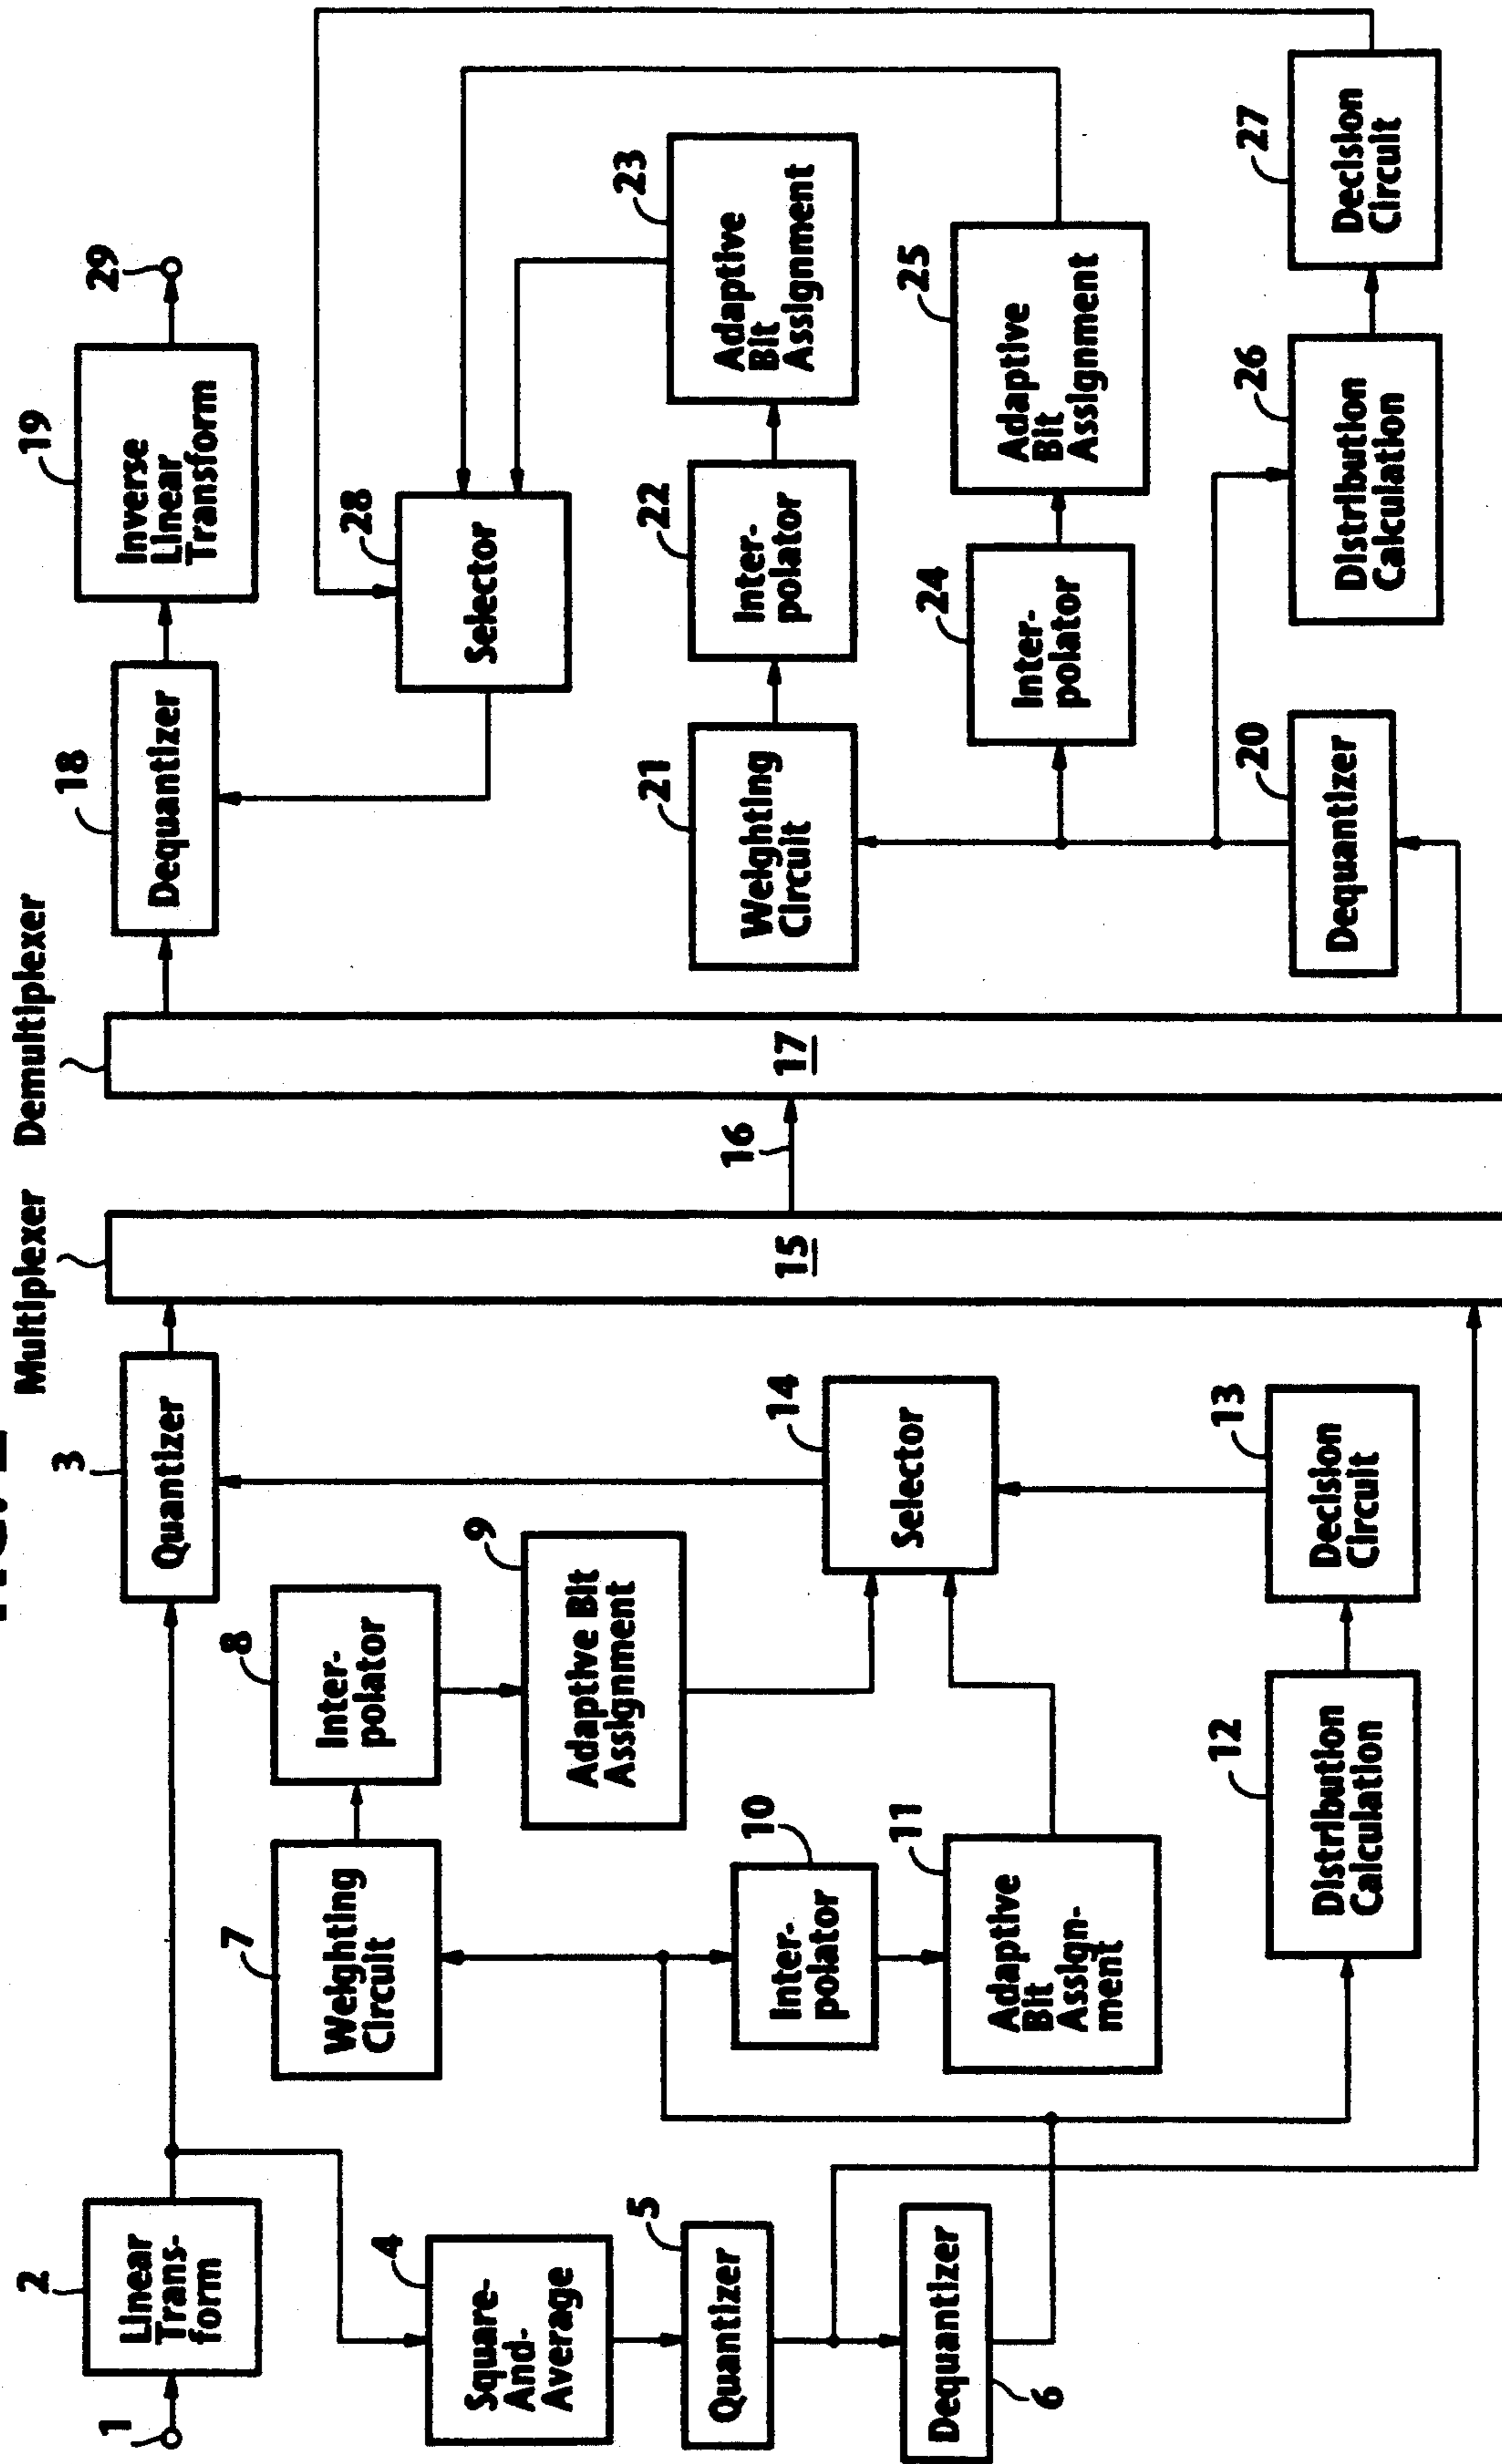 Multiplexer
Demultiplexer
1
2
Linear
Trans-
form
3
Quantizer
4
Square-
And-
Average
5
Quantizer
6
Dequantizer
7
Weighting
Circuit
8
Inter-
polator
9
Adaptive Bit
Assignment
10
Inter-
polator
11
Adaptive
Bit
Assign-
ment
12
Distribution
Calculation
13
Decision
Circuit
14
Selector
15
16
17
18
Dequantizer
19
Inverse
Linear
Transform
29
28
Selector
21
Weighting
Circuit
22
Inter-
polator
23
Adaptive
Bit
Assignment
24
Inter-
polator
25
Adaptive
Bit
Assignment
20
Dequantizer
26
Distribution
Calculation
27
Decision
Circuit